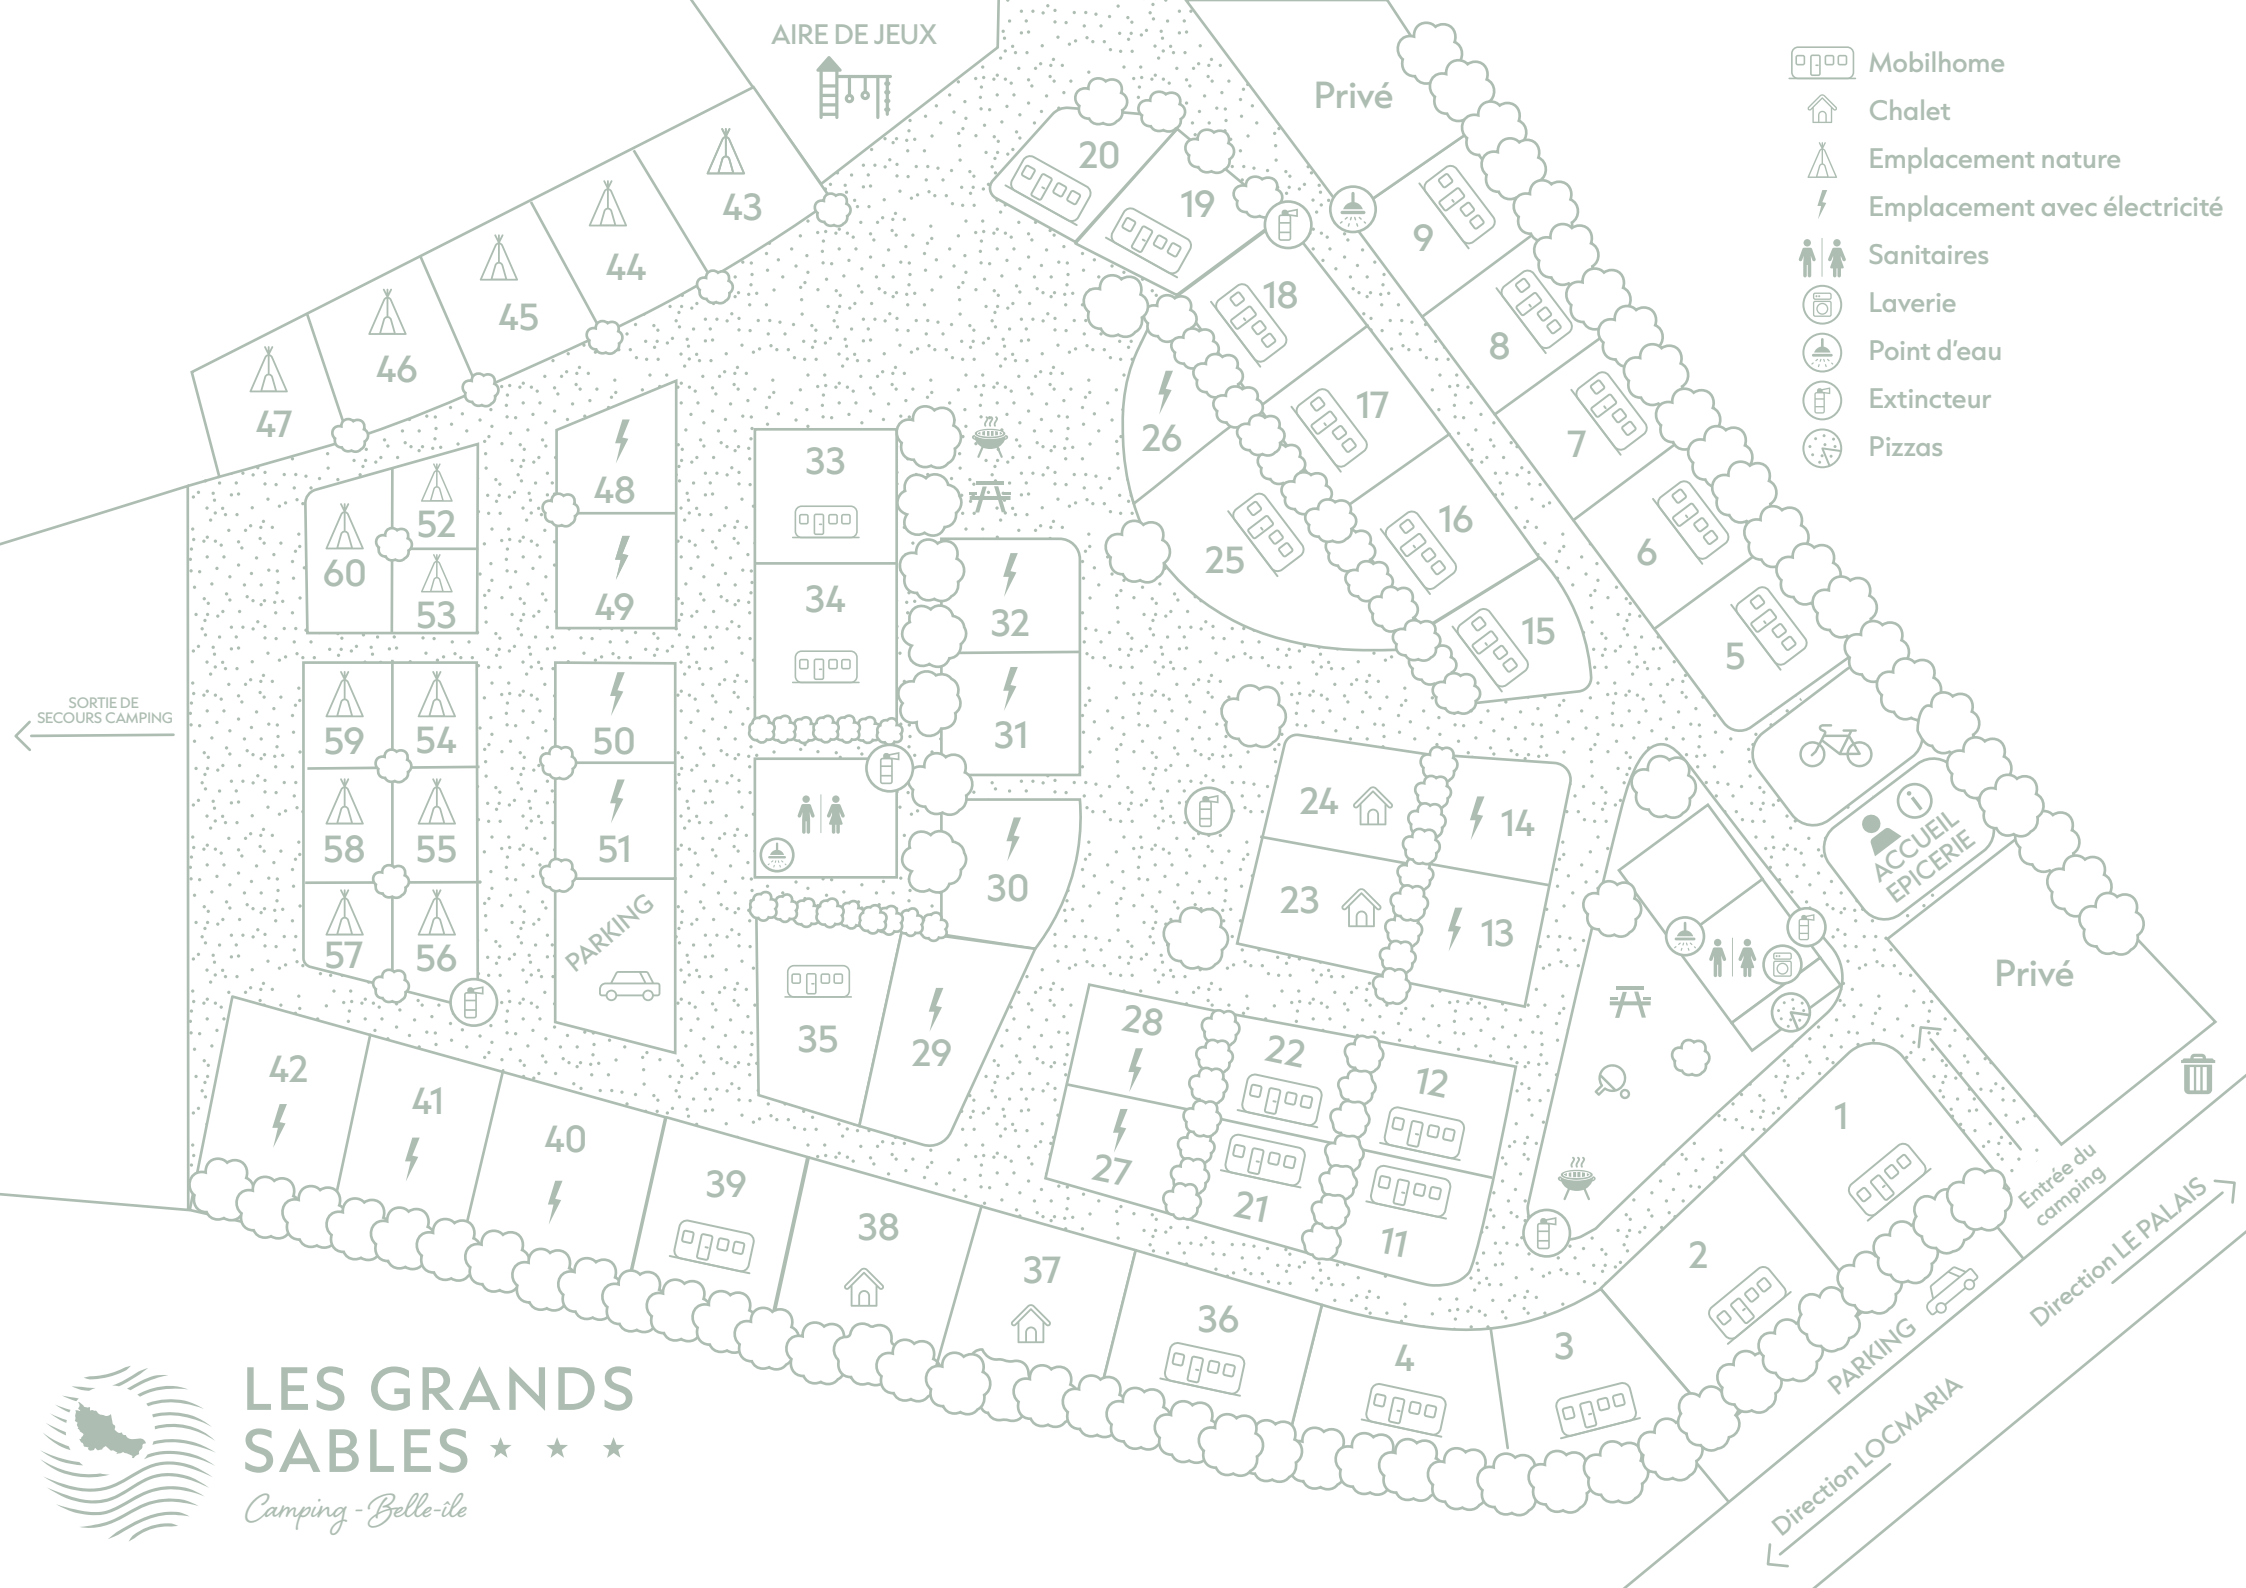 AIRE DE JEUX
Privé
Mobilhome
Chalet
Emplacement nature
Emplacement avec électricité
Sanitaires
Laverie
Point d'eau
Extincteur
Pizzas
20
19
43
44
45
46
47
9
18
8
17
26
7
16
25
6
15
5
33
48
52
60
53
49
34
32
31
SORTIE DE
SECOURS CAMPING
59
54
50
58
55
51
57
56
PARKING
30
24
14
23
13
i
ACCUEIL
EPICERIE
Privé
35
29
28
22
12
27
21
11
42
41
40
39
38
37
36
4
3
2
1
Entrée du
camping
Direction LE PALAIS
PARKING
Direction LOCMARIA
LES GRANDS
SABLES
Camping - Belle-île